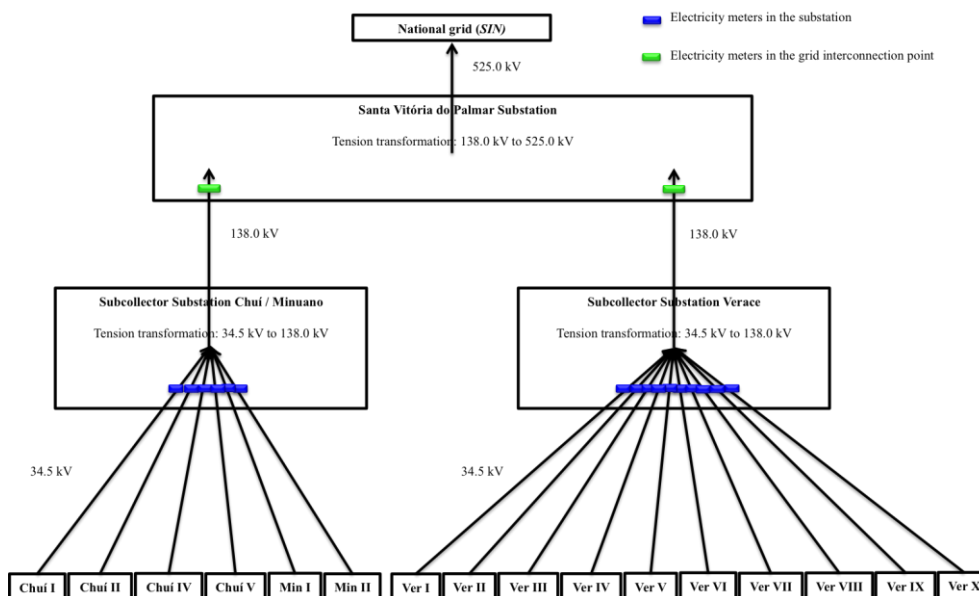 National grid (SIN)
Electricity meters in the substation
Electricity meters in the grid interconnection point
525.0 kV
Santa Vitória do Palmar Substation
Tension transformation: 138.0 kV to 525.0 kV
138.0 kV
138.0 kV
Subcollector Substation Chuí / Minuano
Tension transformation: 34.5 kV to 138.0 kV
Subcollector Substation Verace
Tension transformation: 34.5 kV to 138.0 kV
34.5 kV
34.5 kV
Chuí I
Chuí II
Chuí IV
Chuí V
Min I
Min II
Ver I
Ver II
Ver III
Ver IV
Ver V
Ver VI
Ver VII
Ver VIII
Ver IX
Ver X